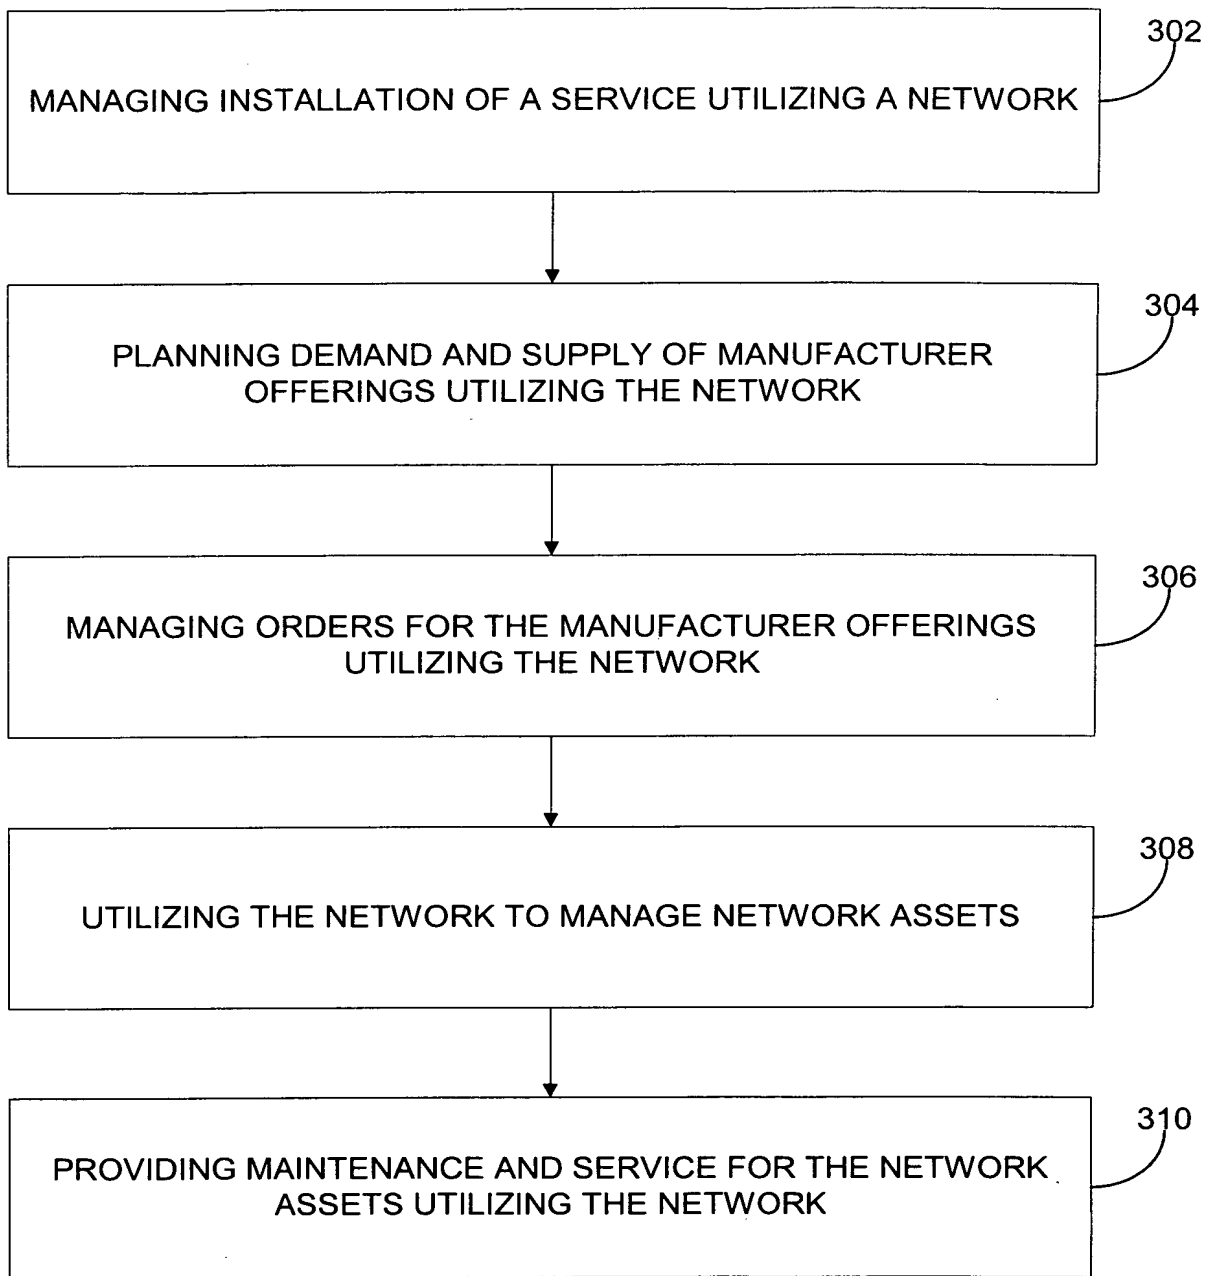 302
MANAGING INSTALLATION OF A SERVICE UTILIZING A NETWORK
304
PLANNING DEMAND AND SUPPLY OF MANUFACTURER
OFFERINGS UTILIZING THE NETWORK
306
MANAGING ORDERS FOR THE MANUFACTURER OFFERINGS
UTILIZING THE NETWORK
308
UTILIZING THE NETWORK TO MANAGE NETWORK ASSETS
310
PROVIDING MAINTENANCE AND SERVICE FOR THE NETWORK
ASSETS UTILIZING THE NETWORK